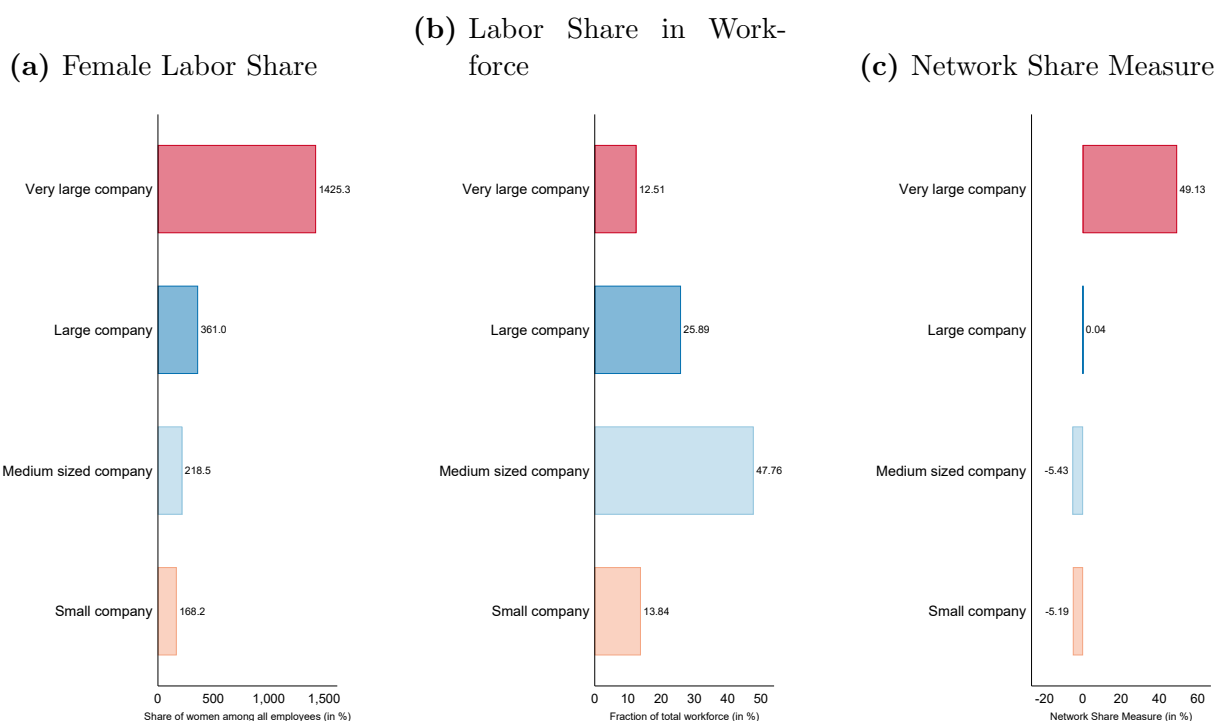 (a) Female Labor Share
(b) Labor Share in Work-
force
(c) Network Share Measure
Very large company
1425.3
Large company
361.0
Medium sized company
218.5
Small company
168.2
0 500 1,000 1,500
Share of women among all employees (in %)
Very large company
12.51
Large company
25.89
Medium sized company
47.76
Small company
13.84
0 10 20 30 40 50
Fraction of total workforce (in %)
Very large company
49.13
Large company
0.04
Medium sized company
-5.43
Small company
-5.19
-20 0 20 40 60
Network Share Measure (in %)